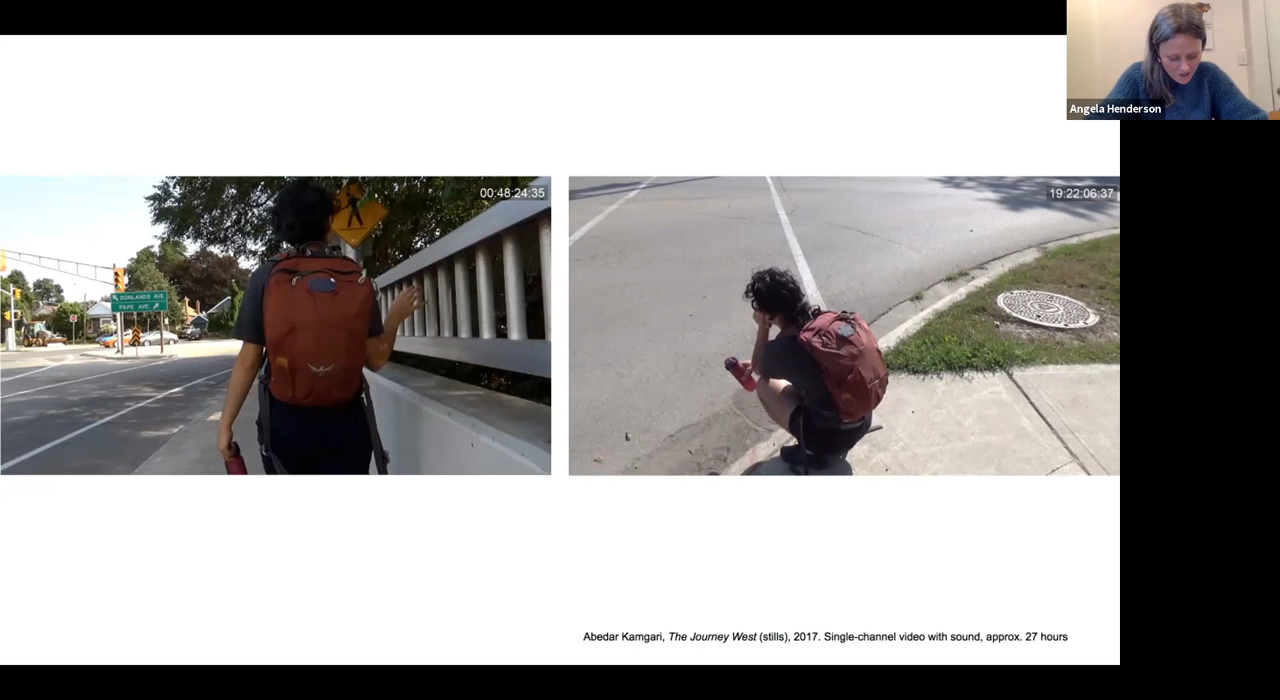 Angela Henderson
00:48:24:35
19:22:06:37
DONLANDS AVE
PAPE AVE
Abedar Kamgari, The Journey West (stills), 2017. Single-channel video with sound, approx. 27 hours